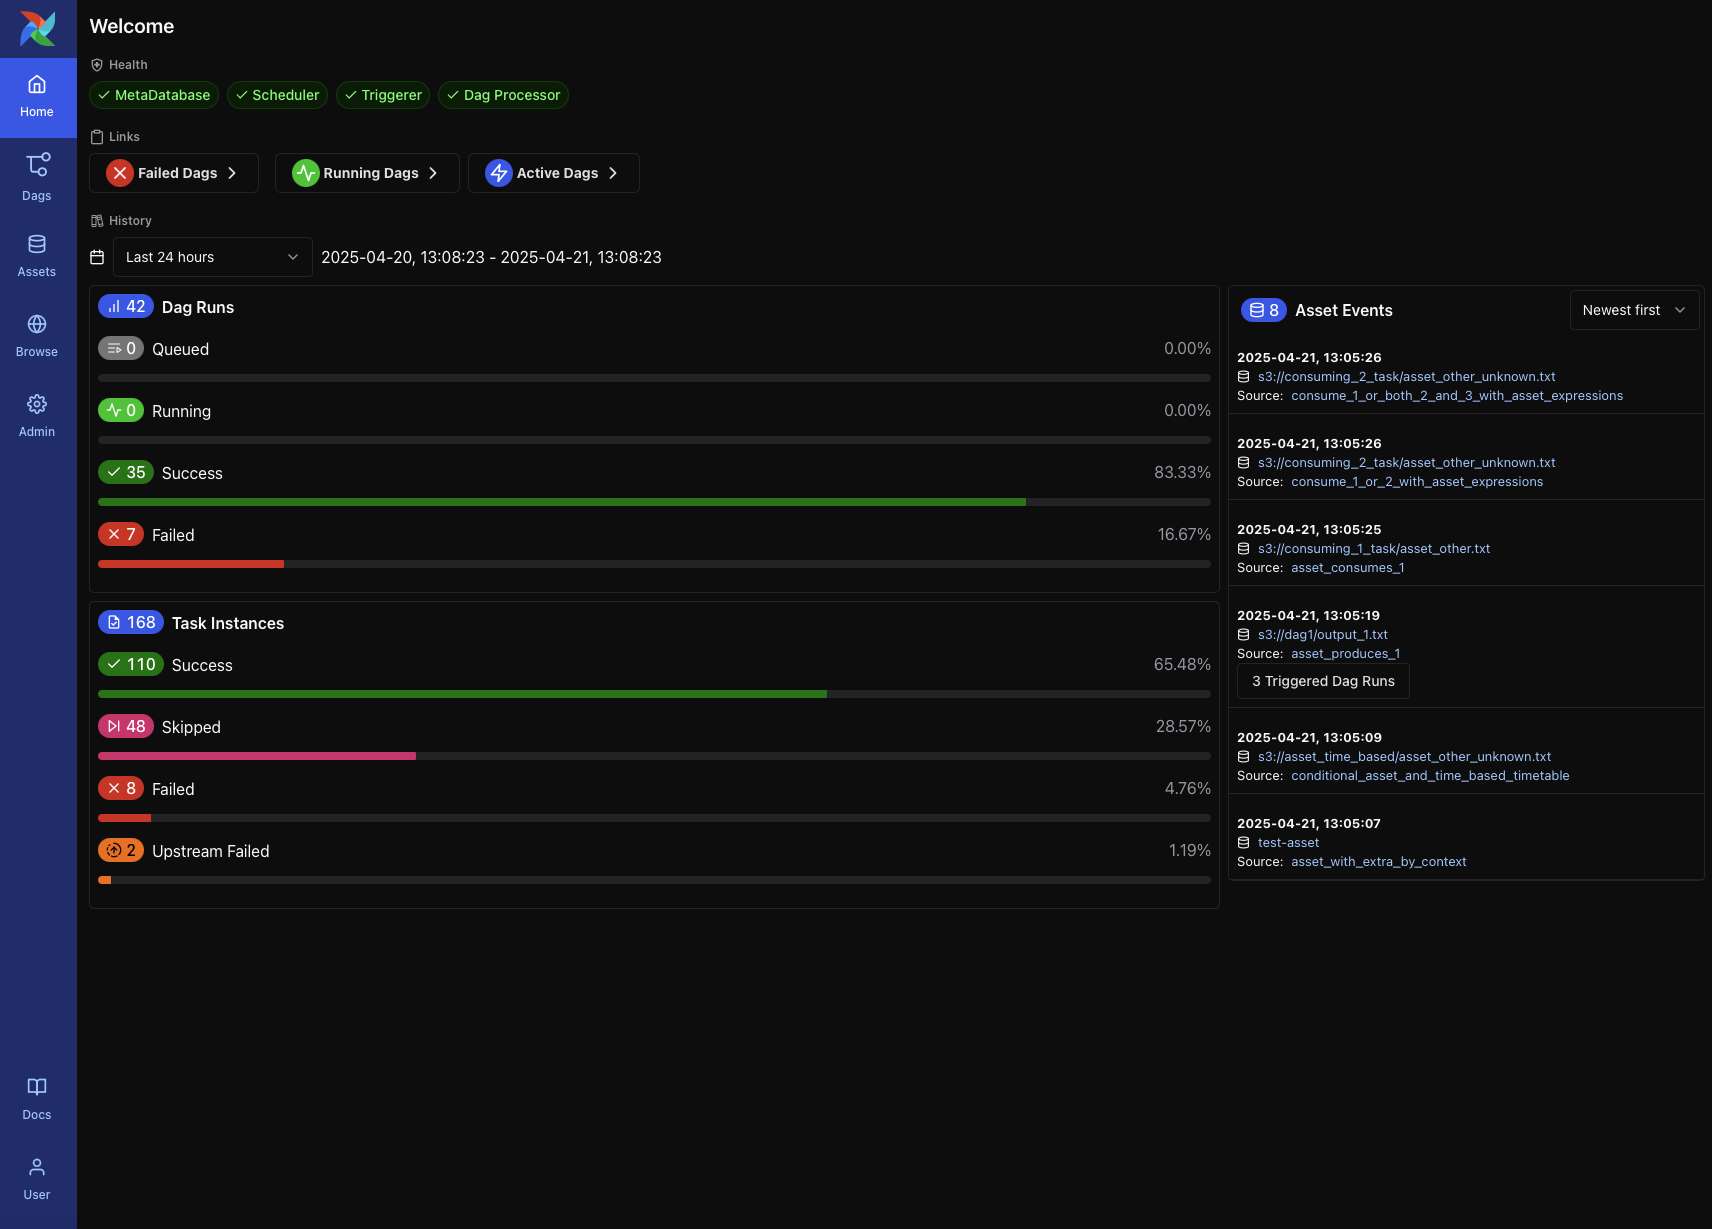 Welcome
Health
MetaDatabase Scheduler Triggerer Dag Processor
Links
Failed Dags Running Dags Active Dags
History
Last 24 hours 2025-04-20, 13:08:23 - 2025-04-21, 13:08:23
Home
Dags
Assets
Browse
Admin
Docs
User
42 Dag Runs
0 Queued 0.00%
0 Running 0.00%
35 Success 83.33%
7 Failed 16.67%
168 Task Instances
110 Success 65.48%
48 Skipped 28.57%
8 Failed 4.76%
2 Upstream Failed 1.19%
8 Asset Events Newest first
2025-04-21, 13:05:26
s3://consuming_2_task/asset_other_unknown.txt
Source: consume_1_or_both_2_and_3_with_asset_expressions
2025-04-21, 13:05:26
s3://consuming_2_task/asset_other_unknown.txt
Source: consume_1_or_2_with_asset_expressions
2025-04-21, 13:05:25
s3://consuming_1_task/asset_other.txt
Source: asset_consumes_1
2025-04-21, 13:05:19
s3://dag1/output_1.txt
Source: asset_produces_1
3 Triggered Dag Runs
2025-04-21, 13:05:09
s3://asset_time_based/asset_other_unknown.txt
Source: conditional_asset_and_time_based_timetable
2025-04-21, 13:05:07
test-asset
Source: asset_with_extra_by_context